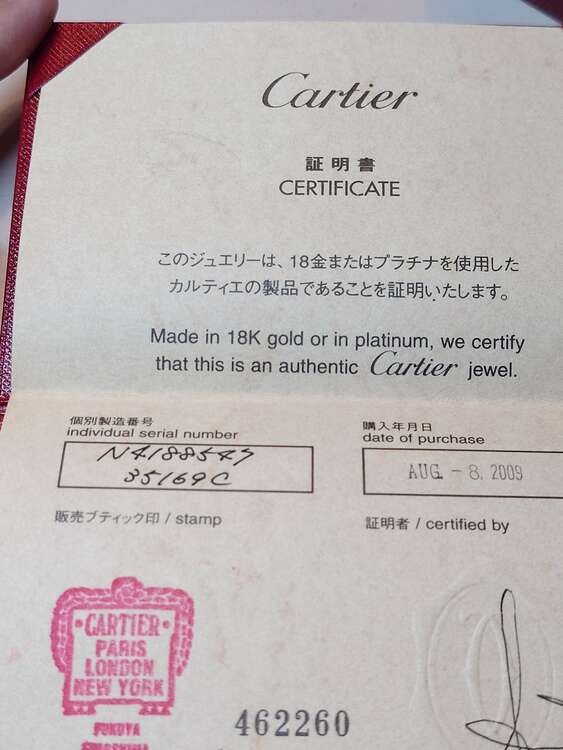 Cartier
証明書
CERTIFICATE
このジュエリーは、18金またはプラチナを使用した
カルティエの製品であることを証明いたします。
Made in 18K gold or in platinum, we certify
that this is an authentic Cartier jewel.
個別製造番号
individual serial number
N4188547
35169C
購入年月日
date of purchase
AUG. - 8. 2009
販売ブティック印 / stamp
証明者 / certified by
CARTIER
PARIS
LONDON
NEW YORK
FUKUYA
462260